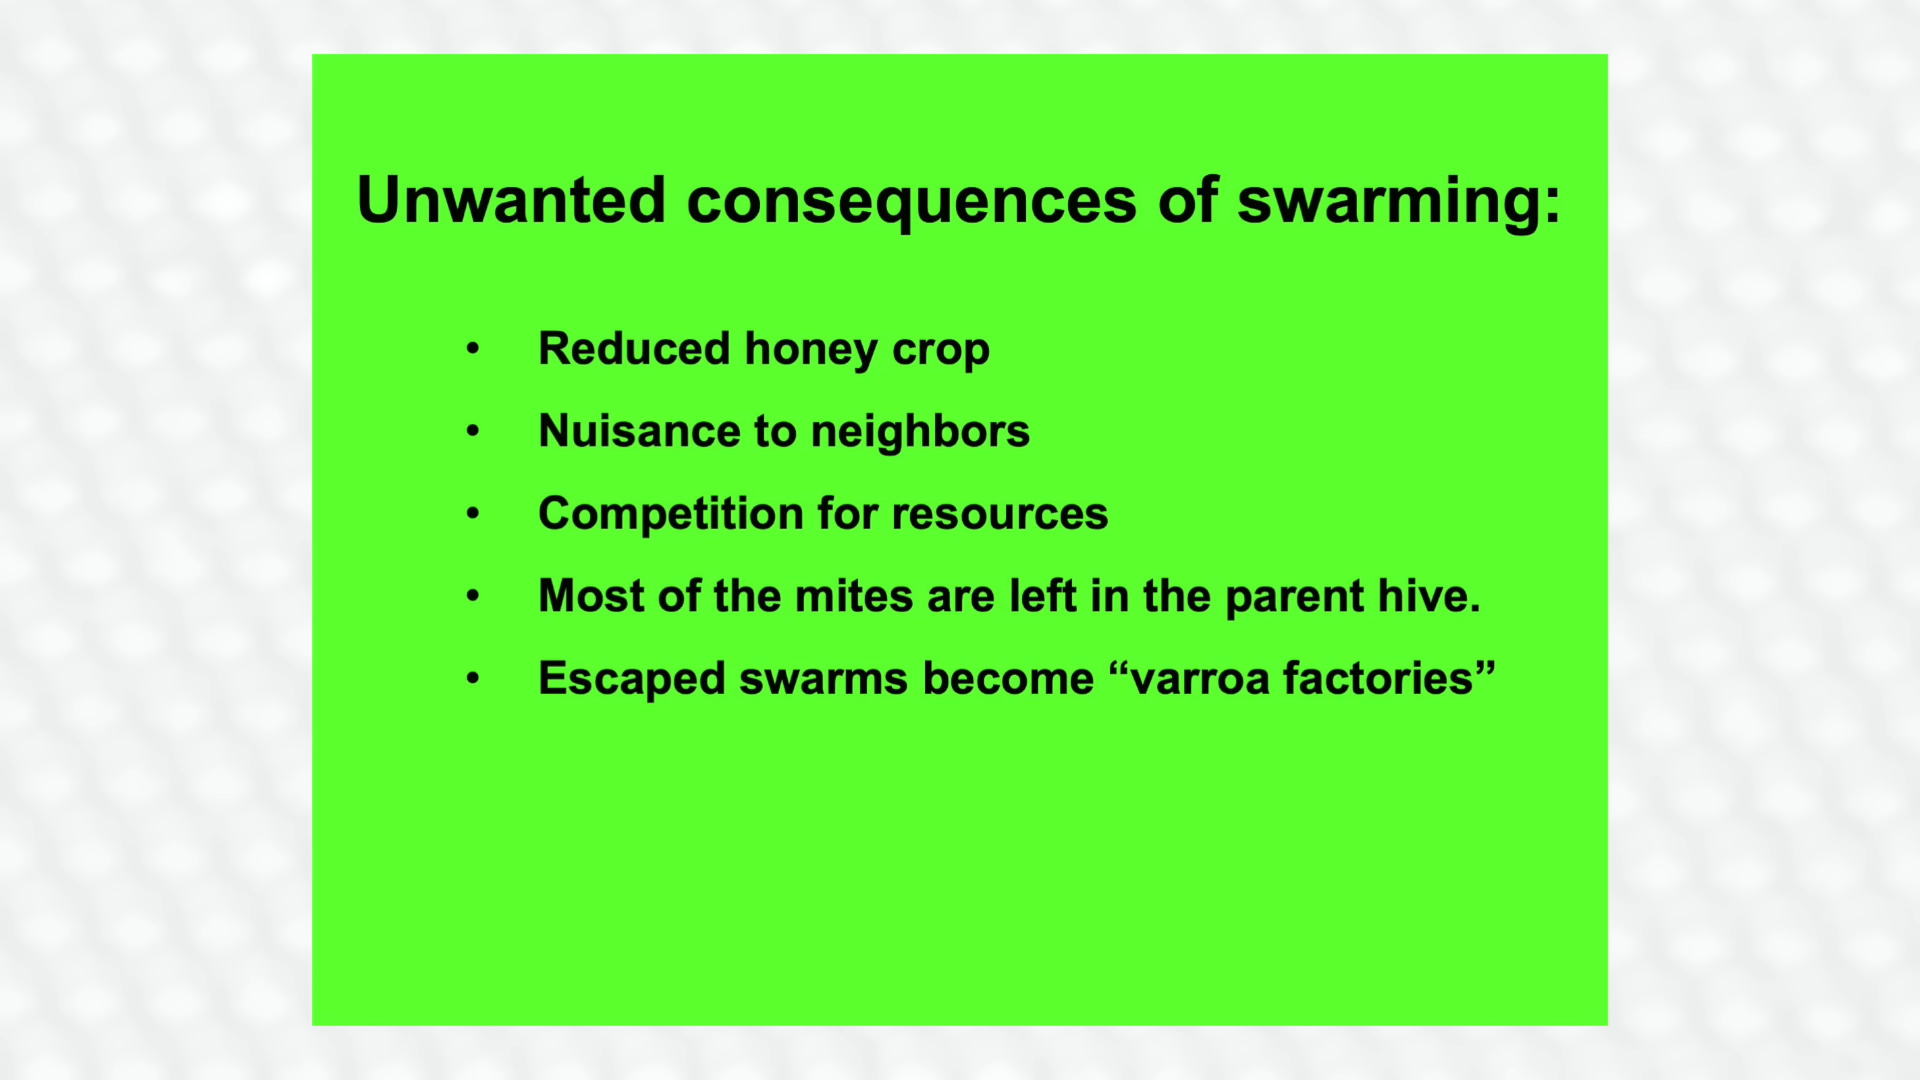 Unwanted consequences of swarming:
• Reduced honey crop
• Nuisance to neighbors
• Competition for resources
• Most of the mites are left in the parent hive.
• Escaped swarms become “varroa factories”